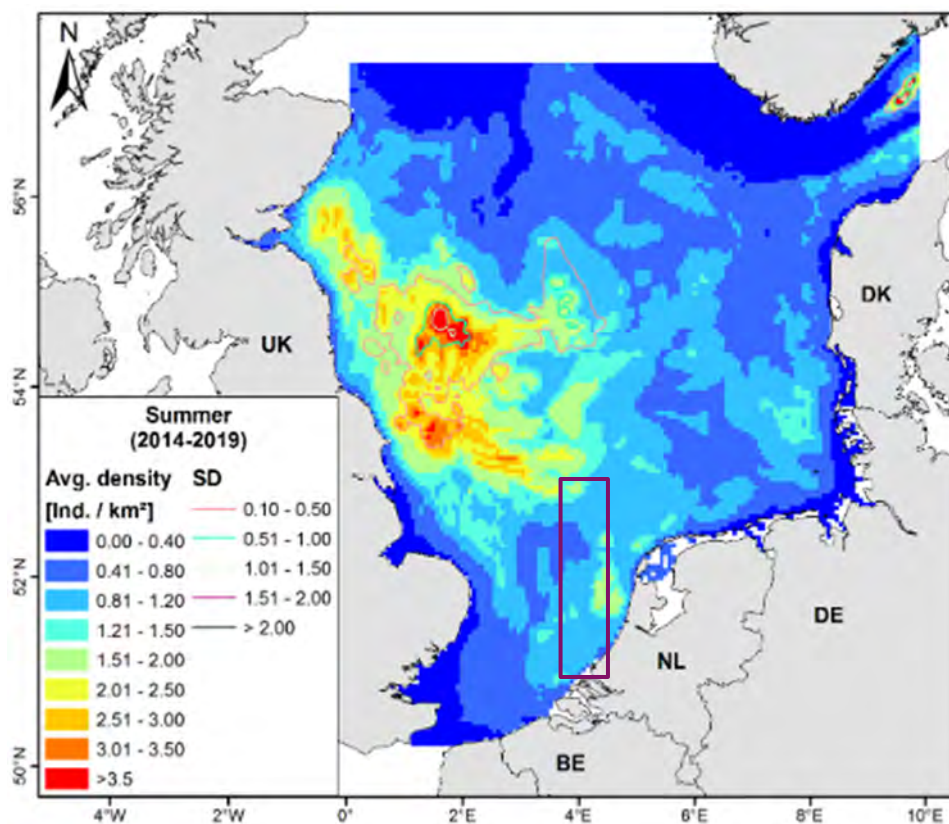 N
56°N
54°N
52°N
50°N
UK
DK
DE
NL
BE
Summer
(2014-2019)
Avg. density SD
[Ind. / km²]
0.00 - 0.40
0.41 - 0.80
0.81 - 1.20
1.21 - 1.50
1.51 - 2.00
2.01 - 2.50
2.51 - 3.00
3.01 - 3.50
>3.5
0.10 - 0.50
0.51 - 1.00
1.01 - 1.50
1.51 - 2.00
> 2.00
4°W 2°W 0° 2°E 4°E 6°E 8°E 10°E